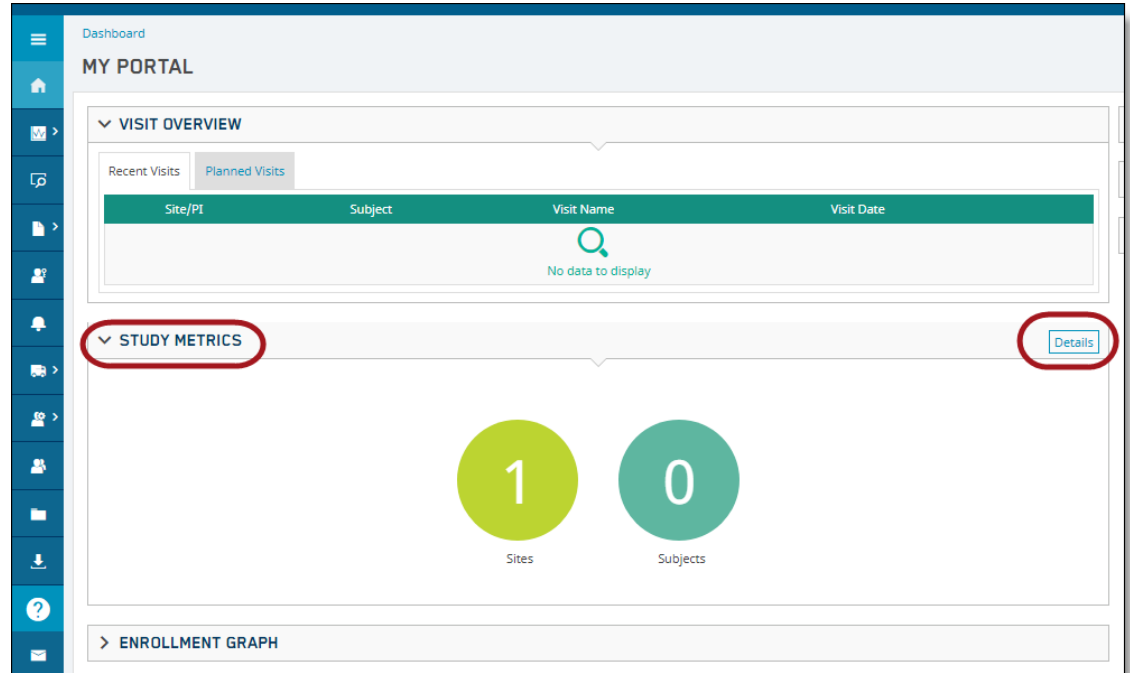 Dashboard
MY PORTAL
VISIT OVERVIEW
Recent Visits Planned Visits
Site/PI Subject Visit Name Visit Date
No data to display
STUDY METRICS Details
1 0
Sites Subjects
?
ENROLLMENT GRAPH